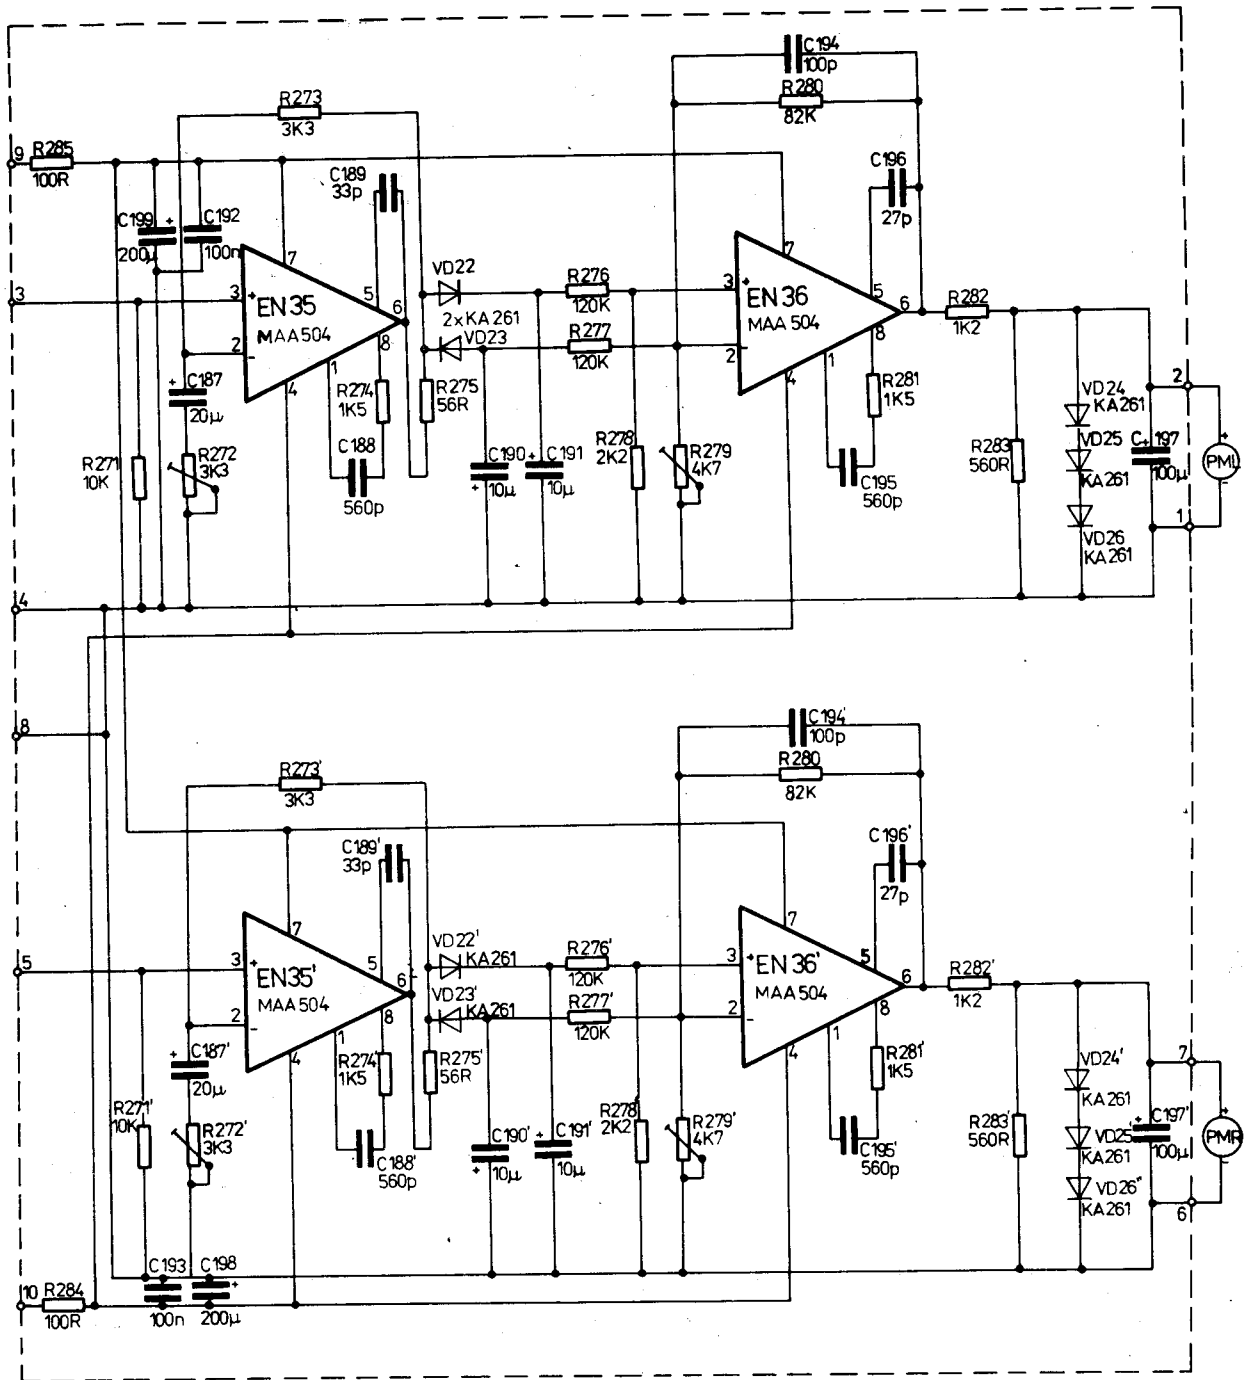 C194
100p
R280
82K
R273
3K3
9
R285
100R
C189
33p
C196
27p
C199
+
200µ
C192
100n
7
7
VD22
R276
120K
3
3
+
EN35
MAA504
5
6
2xKA261
3
+
EN36
MAA504
5
6
R282
1K2
VD23
R277
120K
2
-
8
2
-
8
1
4
1
4
+
C187
20µ
R274
1K5
R275
56R
R281
1K5
2
VD24
KA261
R271
10K
R272
3K3
C188
560p
C190
+
10µ
+
C191
10µ
R278
2K2
R279
4K7
C195
560p
R283
560R
VD25
KA261
C+197
100µ
+
PML
-
1
VD26
KA261
4
8
C194'
100p
R273'
3K3
R280
82K
C189'
33p
C196'
27p
7
7
VD22'
KA261
R276'
120K
5
3
+
EN35'
MAA504
5
6
3
+
EN36'
MAA504
5
6
R282'
1K2
VD23'
KA261
R277'
120K
2
-
8
2
-
8
1
4
1
4
+
C187'
20µ
R274'
1K5
R275'
56R
R281'
1K5
VD24'
KA261
7
R271'
10K
R272'
3K3
C188'
560p
C190'
+
10µ
+
C191'
10µ
R278'
2K2
R279'
4K7
C195'
560p
R283'
560R
VD25'
KA261
+
C197'
100µ
+
PMR
-
VD26"
KA261
6
10
R284
100R
C193
100n
C198
+
200µ